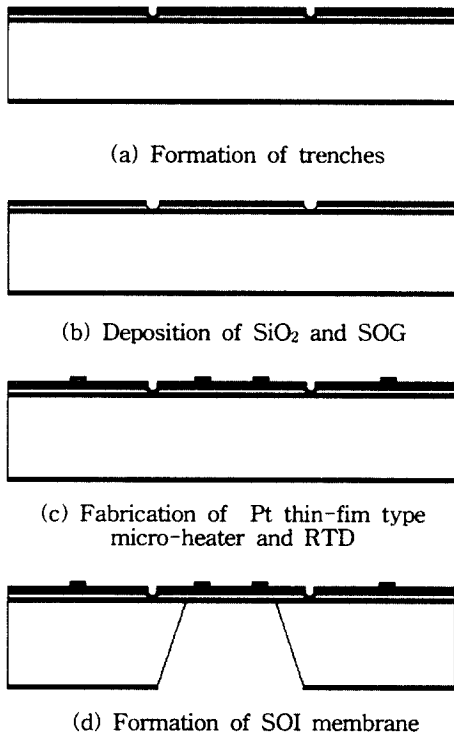 (a) Formation of trenches
(b) Deposition of SiO₂ and SOG
(c) Fabrication of Pt thin-fim type
micro-heater and RTD
(d) Formation of SOI membrane